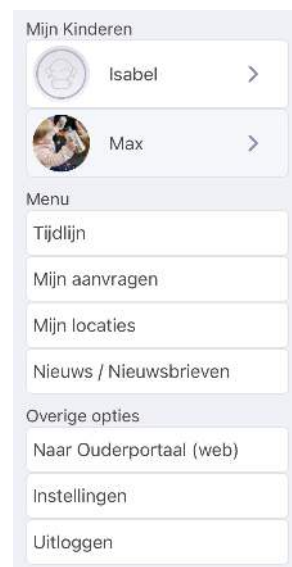 Mijn Kinderen
Isabel
Max
Menu
Tijdlijn
Mijn aanvragen
Mijn locaties
Nieuws / Nieuwsbrieven
Overige opties
Naar Ouderportaal (web)
Instellingen
Uitloggen